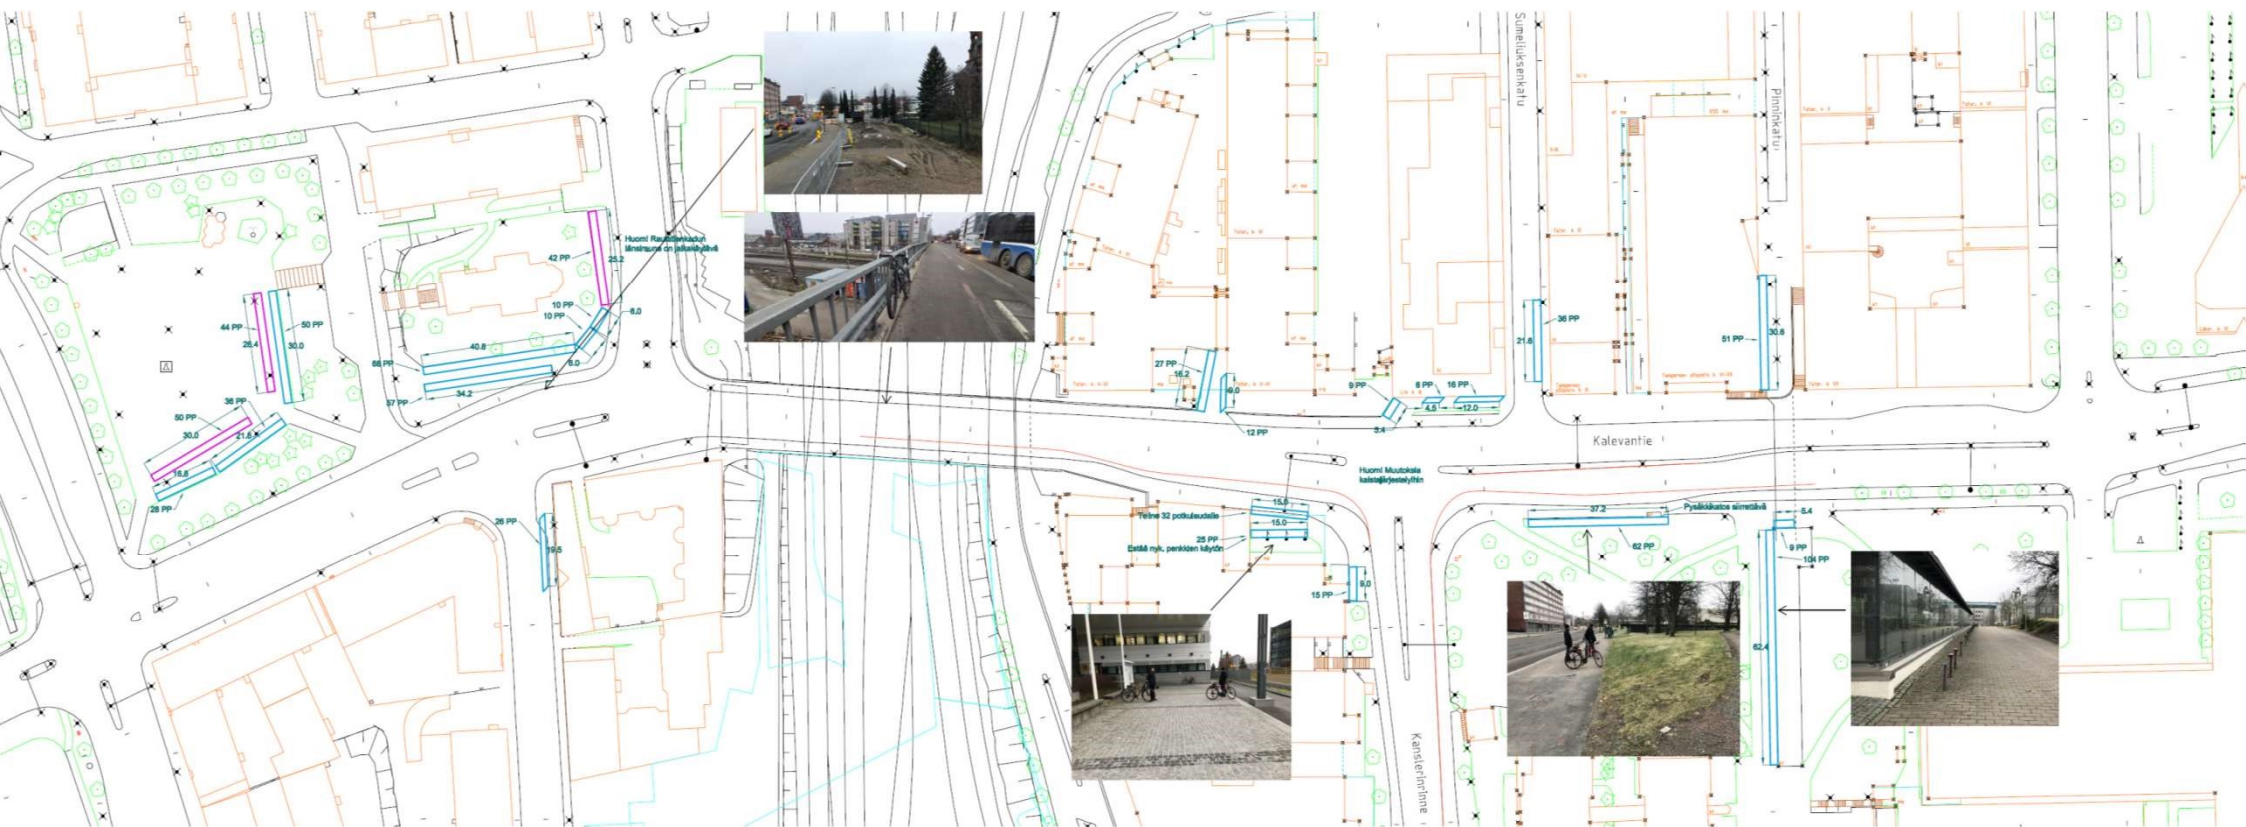 Sumeliuksenkatu
Pinninkatu
Huom! Rautatienkadun
länsireuna on jalkakäytävä
42 PP
25.2
10 PP
10 PP
6.0
6.0
44 PP
26.4
50 PP
30.0
40.8
68 PP
57 PP
34.2
36 PP
50 PP
30.0
21.6
16.8
28 PP
26 PP
19.5
27 PP
16.2
9.0
12 PP
9 PP
5.4
6 PP
4.5
16 PP
12.0
36 PP
21.6
51 PP
30.6
Kalevantie
Huom! Muutoksia
kaistajärjestelyihin
15.0
Teline 32 potkulaudalle
15.0
25 PP
Estää nyk. penkkien käytön
15 PP
9.0
37.2
Pysäkkikatos siirrettävä
62 PP
5.4
9 PP
104 PP
62.4
Kanslerinrinne